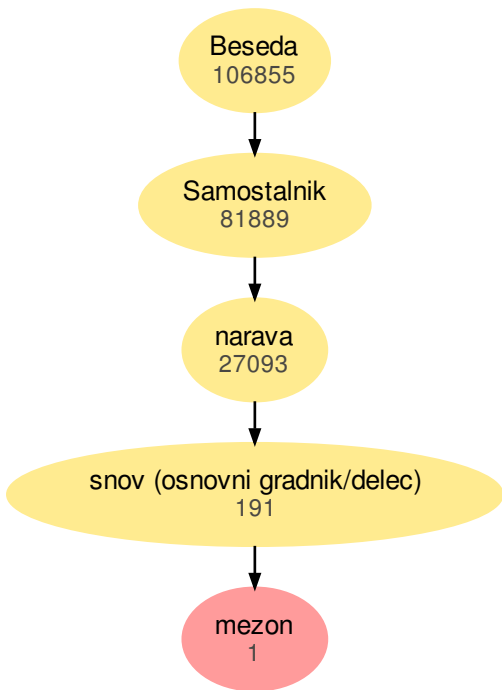 Beseda
106855
Samostalnik
81889
narava
27093
snov (osnovni gradnik/delec)
191
mezon
1